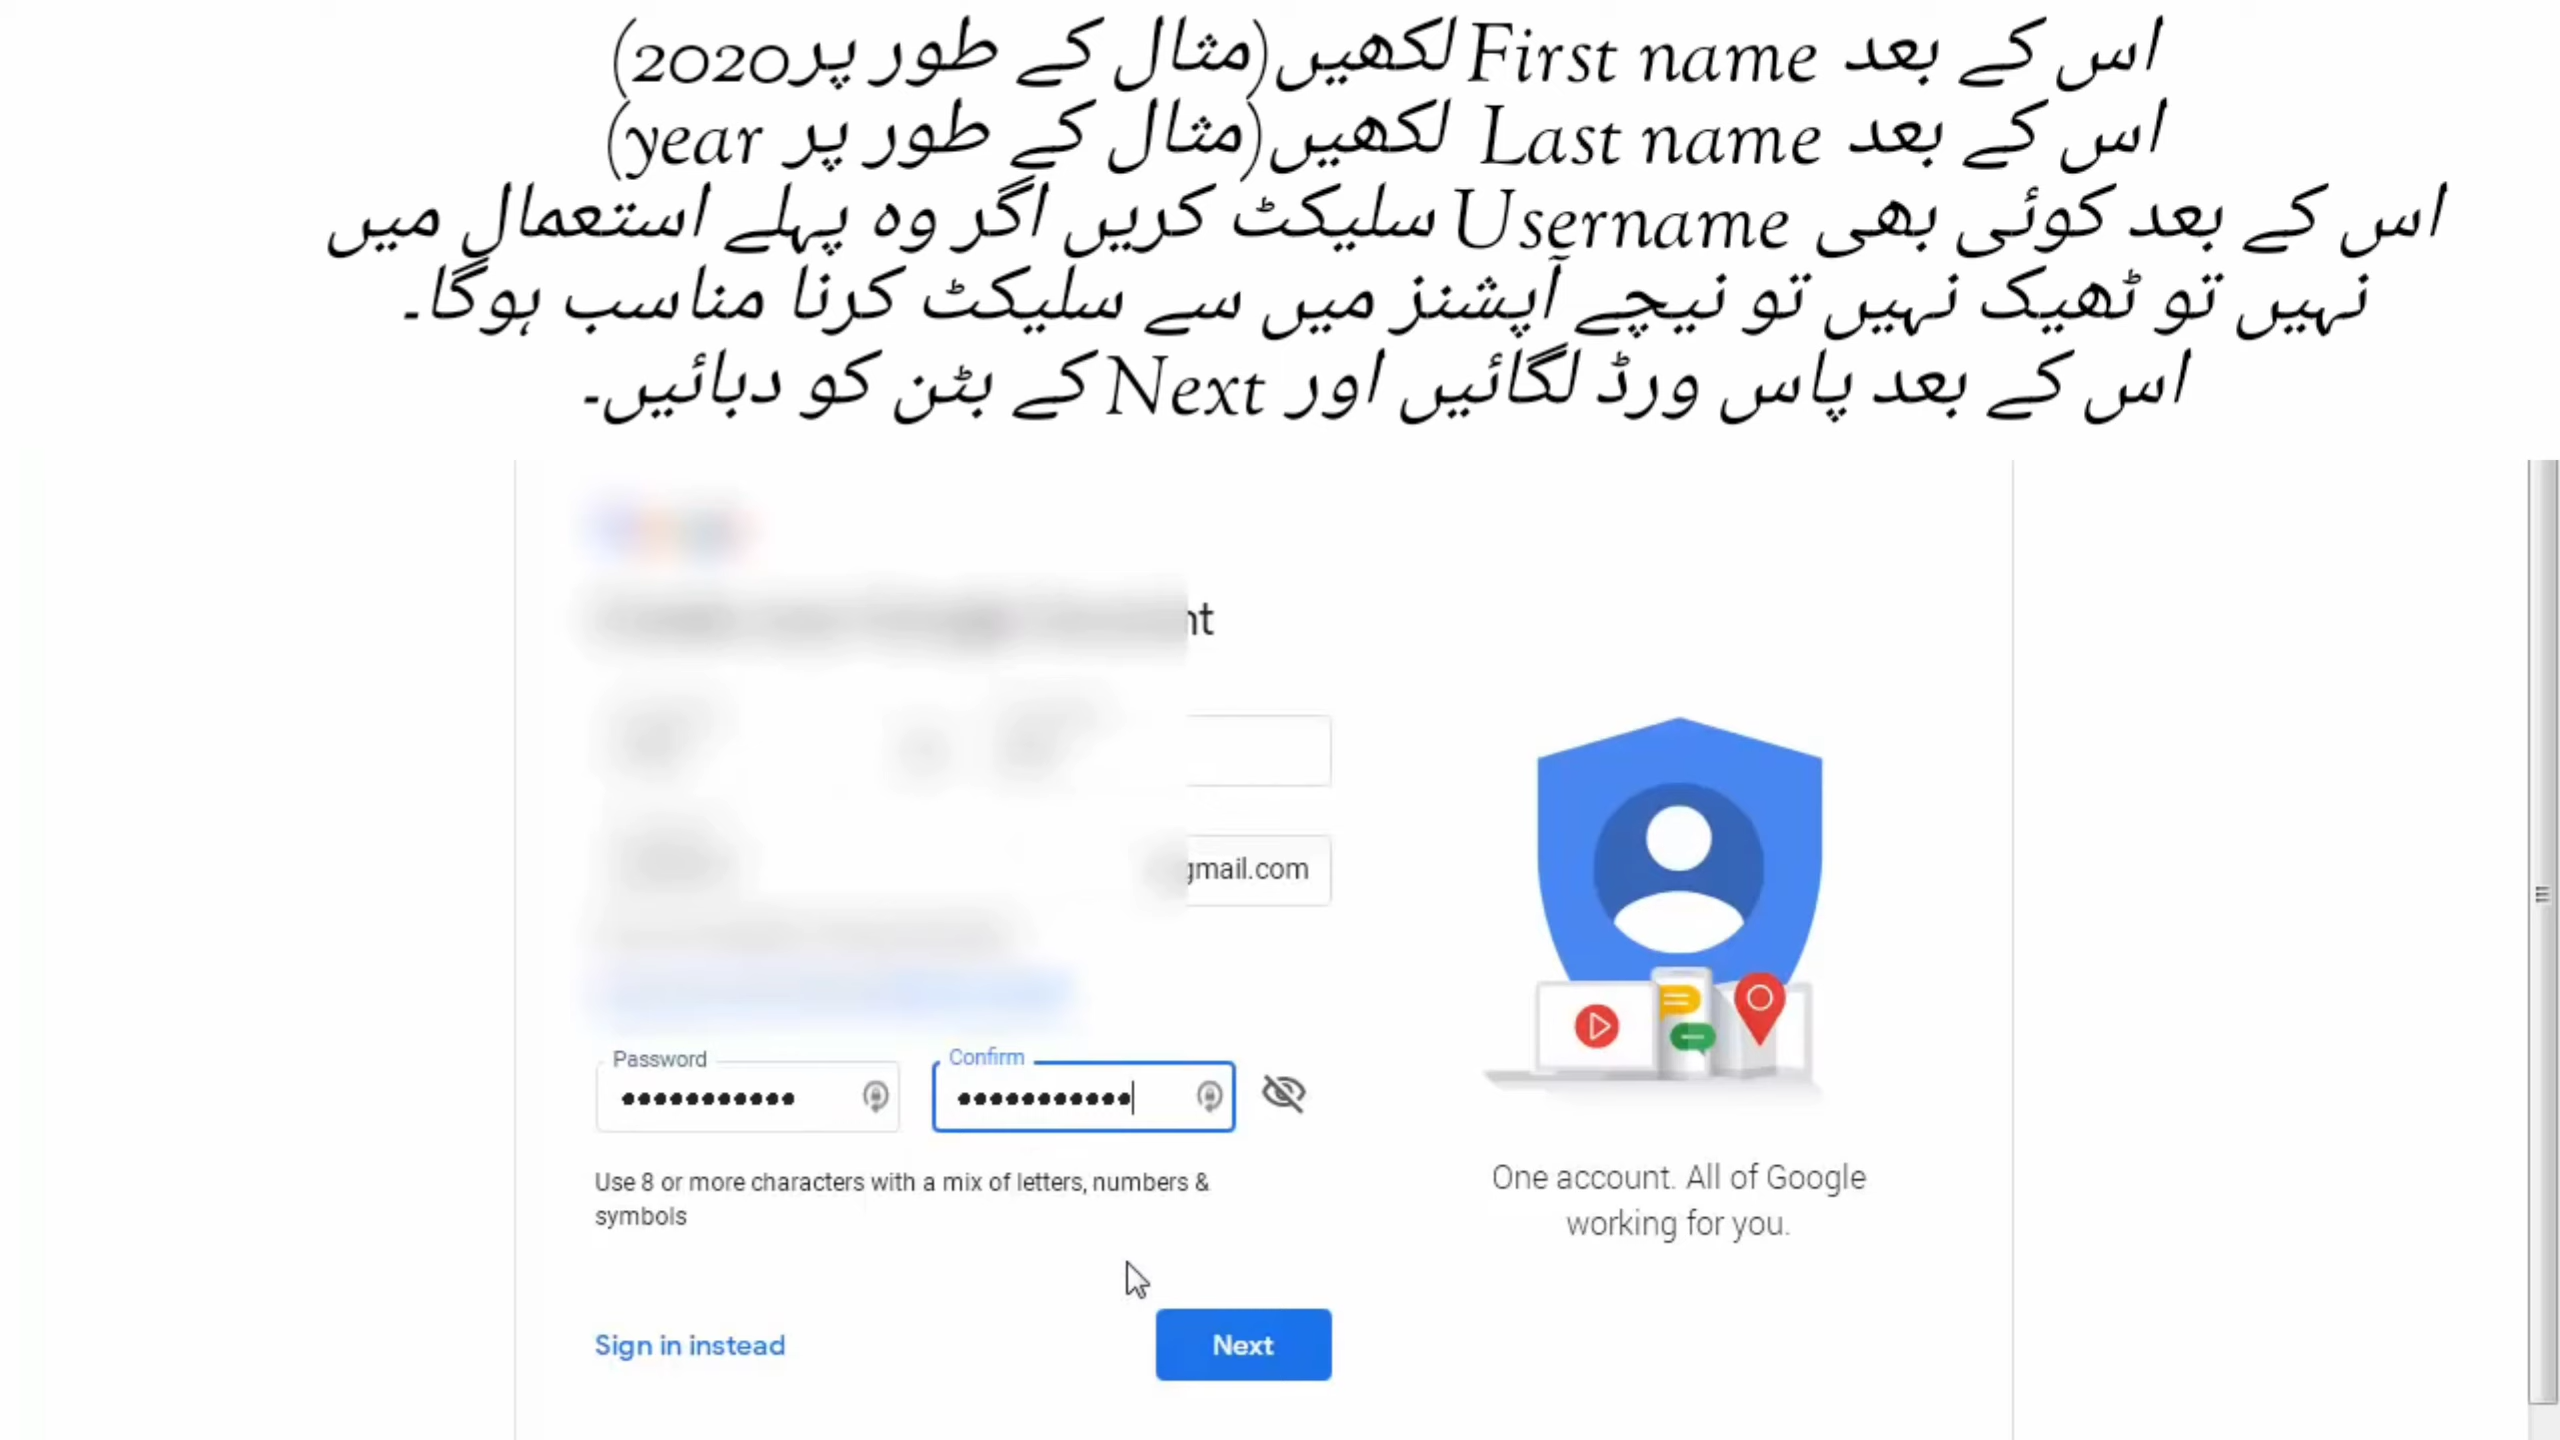 اس کے بعد First name لکھیں(مثال کے طور پر2020)
اس کے بعد Last name لکھیں(مثال کے طور پر year)
اس کے بعد کوئی بھی Username سلیکٹ کریں اگر وہ پہلے استعمال میں
نہیں تو ٹھیک نہیں تو نیچے آپشنز میں سے سلیکٹ کرنا مناسب ہوگا۔
اس کے بعد پاس ورڈ لگائیں اور Next کے بٹن کو دبائیں۔
gmail.com
Password
Confirm
Use 8 or more characters with a mix of letters, numbers &
symbols
One account. All of Google
working for you.
Sign in instead
Next